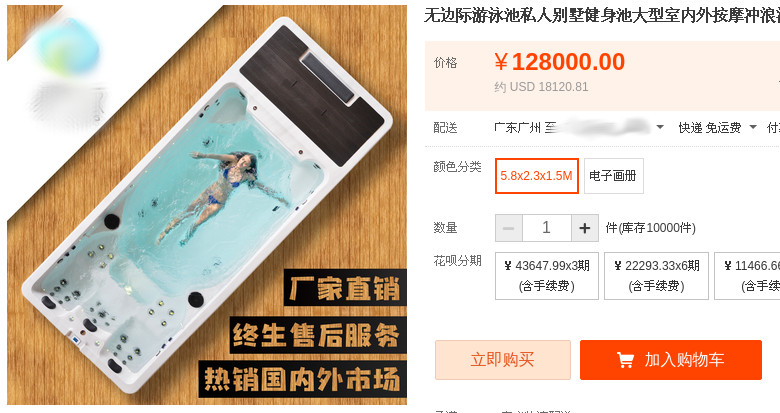 无边际游泳池私人别墅健身池大型室内外按摩冲浪
价格
¥128000.00
约 USD 18120.81
配送
广东广州 至
快递 免运费
付
颜色分类
5.8x2.3x1.5M
电子画册
数量
1
件(库存10000件)
花呗分期
¥ 43647.99x3期
(含手续费)
¥ 22293.33x6期
(含手续费)
¥ 11466.6
(含手续费)
立即购买
加入购物车
厂家直销
终生售后服务
热销国内外市场